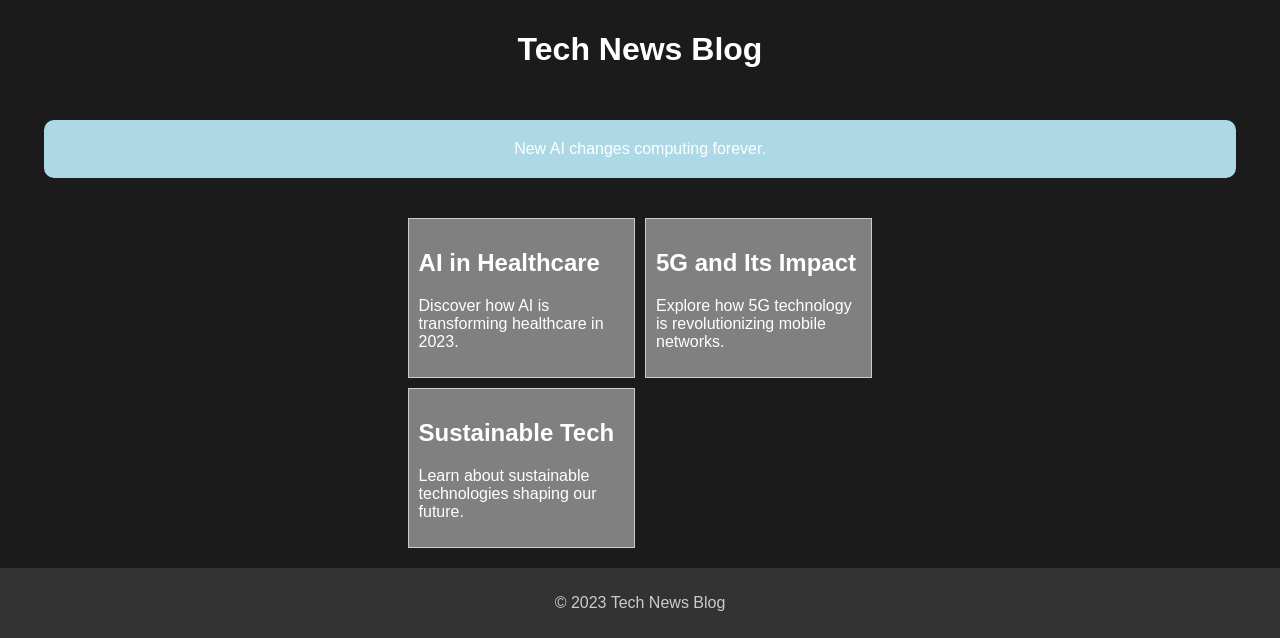 Tech News Blog
New AI changes computing forever.
AI in Healthcare
Discover how AI is
transforming healthcare in
2023.
5G and Its Impact
Explore how 5G technology
is revolutionizing mobile
networks.
Sustainable Tech
Learn about sustainable
technologies shaping our
future.
© 2023 Tech News Blog